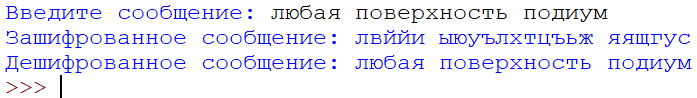 Введите сообщение: любая поверхность подиум
Зашифрованное сообщение: лвййи ыюуълхтцъьж яящгус
Дешифрованное сообщение: любая поверхность подиум
>>>